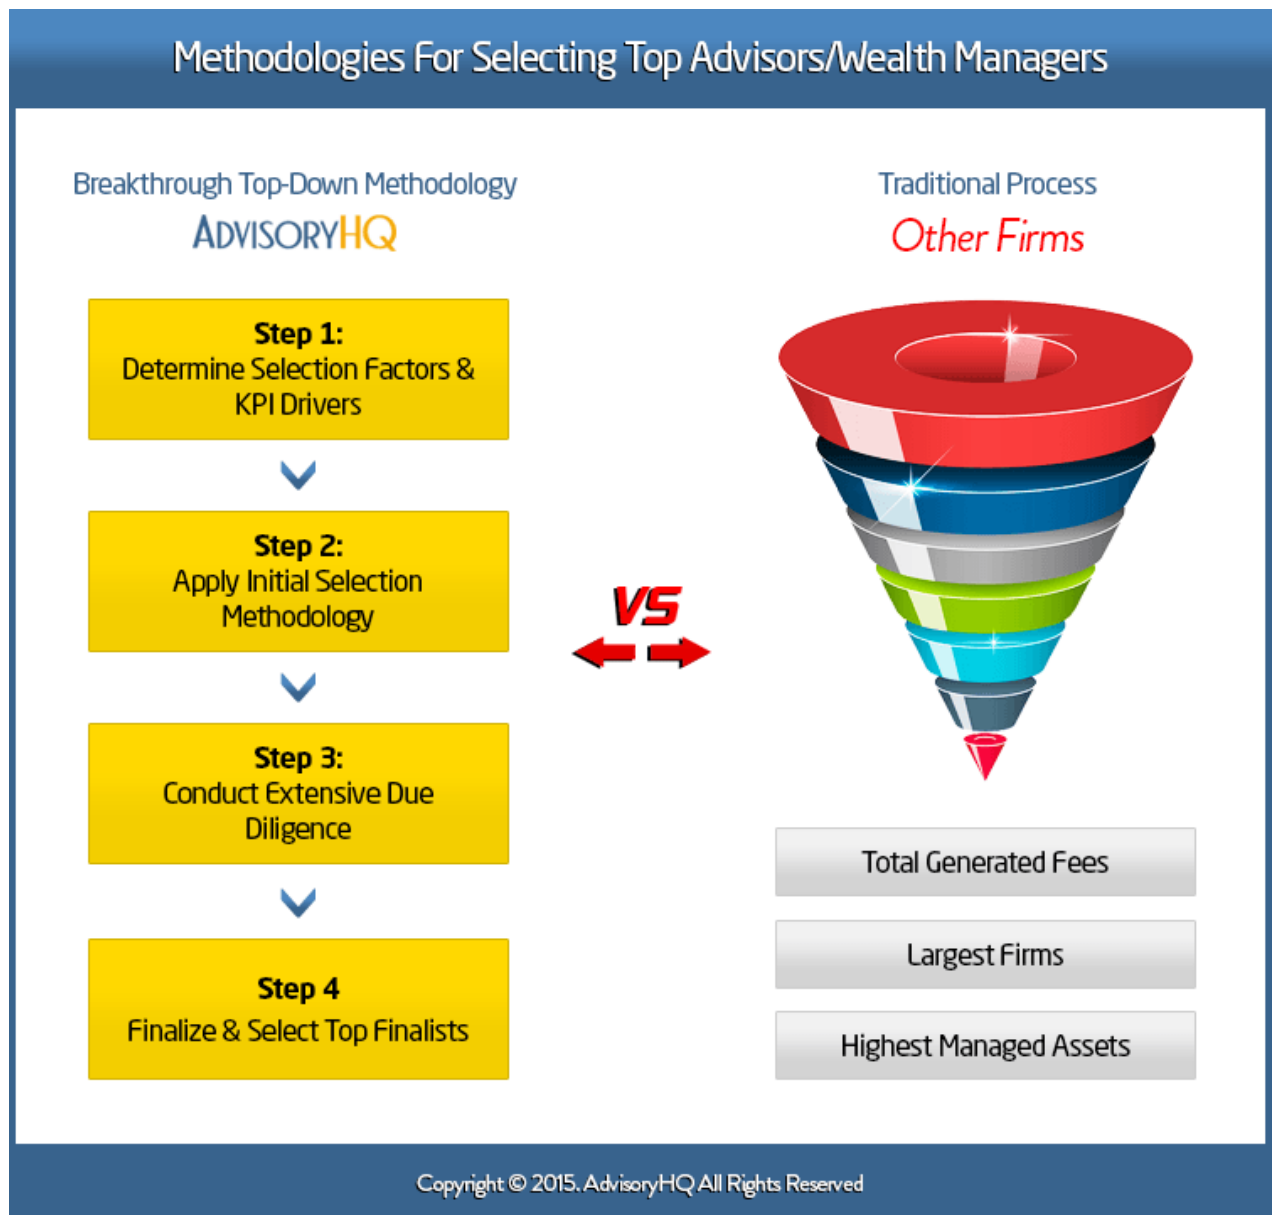 Methodologies For Selecting Top Advisors/Wealth Managers
Breakthrough Top-Down Methodology
ADVISORYHQ
Step 1:
Determine Selection Factors &
KPI Drivers
Step 2:
Apply Initial Selection
Methodology
Step 3:
Conduct Extensive Due
Diligence
Step 4
Finalize & Select Top Finalists
VS
Traditional Process
Other Firms
Total Generated Fees
Largest Firms
Highest Managed Assets
Copyright © 2015. AdvisoryHQ All Rights Reserved